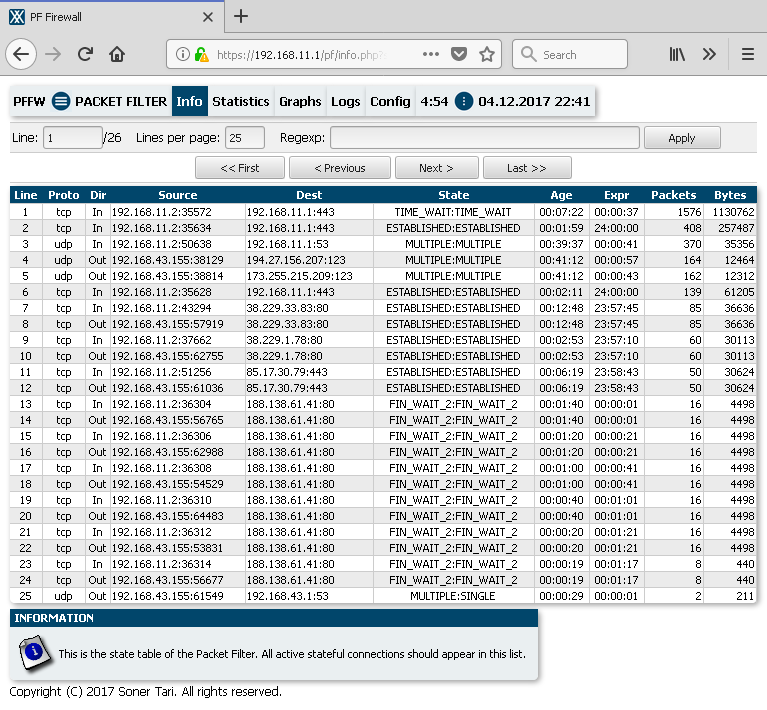 PF Firewall
https://192.168.11.1/pf/info.php?
Search
PFFW PACKET FILTER Info Statistics Graphs Logs Config 4:54 04.12.2017 22:41
Line: 1 /26 Lines per page: 25 Regexp: Apply
<< First < Previous Next > Last >>
Line Proto Dir Source Dest State Age Expr Packets Bytes
1 tcp In 192.168.11.2:35572 192.168.11.1:443 TIME_WAIT:TIME_WAIT 00:07:22 00:00:37 1576 1130762
2 tcp In 192.168.11.2:35634 192.168.11.1:443 ESTABLISHED:ESTABLISHED 00:01:59 24:00:00 408 257487
3 udp In 192.168.11.2:50638 192.168.11.1:53 MULTIPLE:MULTIPLE 00:39:37 00:00:41 370 35356
4 udp Out 192.168.43.155:38129 194.27.156.207:123 MULTIPLE:MULTIPLE 00:41:12 00:00:57 164 12464
5 udp Out 192.168.43.155:38814 173.255.215.209:123 MULTIPLE:MULTIPLE 00:41:12 00:00:43 162 12312
6 tcp In 192.168.11.2:35628 192.168.11.1:443 ESTABLISHED:ESTABLISHED 00:02:11 24:00:00 139 61205
7 tcp In 192.168.11.2:43294 38.229.33.83:80 ESTABLISHED:ESTABLISHED 00:12:48 23:57:45 85 36636
8 tcp Out 192.168.43.155:57919 38.229.33.83:80 ESTABLISHED:ESTABLISHED 00:12:48 23:57:45 85 36636
9 tcp In 192.168.11.2:37662 38.229.1.78:80 ESTABLISHED:ESTABLISHED 00:02:53 23:57:10 60 30113
10 tcp Out 192.168.43.155:62755 38.229.1.78:80 ESTABLISHED:ESTABLISHED 00:02:53 23:57:10 60 30113
11 tcp In 192.168.11.2:51256 85.17.30.79:443 ESTABLISHED:ESTABLISHED 00:06:19 23:58:43 50 30624
12 tcp Out 192.168.43.155:61036 85.17.30.79:443 ESTABLISHED:ESTABLISHED 00:06:19 23:58:43 50 30624
13 tcp In 192.168.11.2:36304 188.138.61.41:80 FIN_WAIT_2:FIN_WAIT_2 00:01:40 00:00:01 16 4498
14 tcp Out 192.168.43.155:56765 188.138.61.41:80 FIN_WAIT_2:FIN_WAIT_2 00:01:40 00:00:01 16 4498
15 tcp In 192.168.11.2:36306 188.138.61.41:80 FIN_WAIT_2:FIN_WAIT_2 00:01:20 00:00:21 16 4498
16 tcp Out 192.168.43.155:62988 188.138.61.41:80 FIN_WAIT_2:FIN_WAIT_2 00:01:20 00:00:21 16 4498
17 tcp In 192.168.11.2:36308 188.138.61.41:80 FIN_WAIT_2:FIN_WAIT_2 00:01:00 00:00:41 16 4498
18 tcp Out 192.168.43.155:54529 188.138.61.41:80 FIN_WAIT_2:FIN_WAIT_2 00:01:00 00:00:41 16 4498
19 tcp In 192.168.11.2:36310 188.138.61.41:80 FIN_WAIT_2:FIN_WAIT_2 00:00:40 00:01:01 16 4498
20 tcp Out 192.168.43.155:64483 188.138.61.41:80 FIN_WAIT_2:FIN_WAIT_2 00:00:40 00:01:01 16 4498
21 tcp In 192.168.11.2:36312 188.138.61.41:80 FIN_WAIT_2:FIN_WAIT_2 00:00:20 00:01:21 16 4498
22 tcp Out 192.168.43.155:53831 188.138.61.41:80 FIN_WAIT_2:FIN_WAIT_2 00:00:20 00:01:21 16 4498
23 tcp In 192.168.11.2:36314 188.138.61.41:80 FIN_WAIT_2:FIN_WAIT_2 00:00:19 00:01:17 8 440
24 tcp Out 192.168.43.155:56677 188.138.61.41:80 FIN_WAIT_2:FIN_WAIT_2 00:00:19 00:01:17 8 440
25 udp Out 192.168.43.155:61549 192.168.43.1:53 MULTIPLE:SINGLE 00:00:29 00:00:01 2 211
INFORMATION
This is the state table of the Packet Filter. All active stateful connections should appear in this list.
Copyright (C) 2017 Soner Tari. All rights reserved.